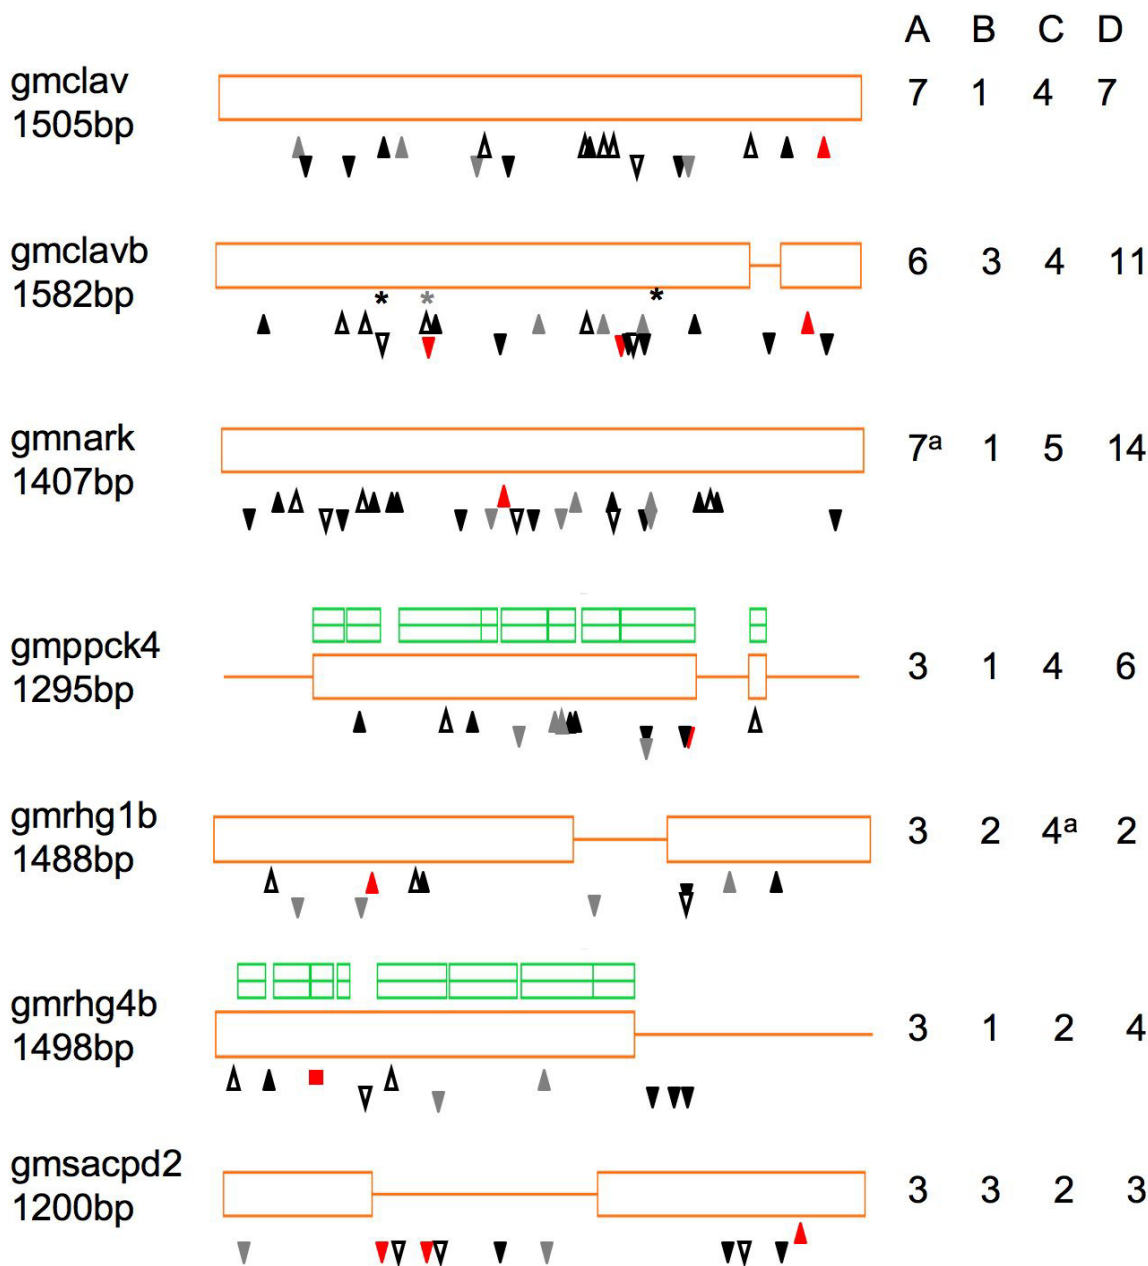 A B C D
gmclav
1505bp
7 1 4 7
gmclavb
1582bp
6 3 4 11
* * *
gmnark
1407bp
7ᵃ 1 5 14
gmppck4
1295bp
3 1 4 6
gmrhg1b
1488bp
3 2 4ᵃ 2
gmrhg4b
1498bp
3 1 2 4
gmsacpd2
1200bp
3 3 2 3